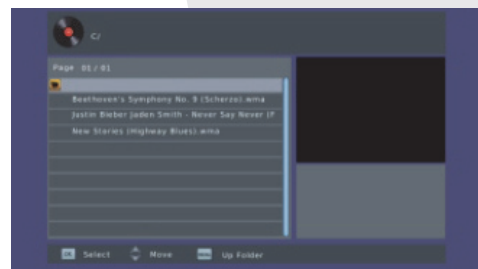 C/
Page 01/01
Beethoven's Symphony No. 9 (Scherzo).wma
Justin Bieber Jaden Smith - Never Say Never (F
New Stories (Highway Blues).wma
OK Select Move MENU Up Folder